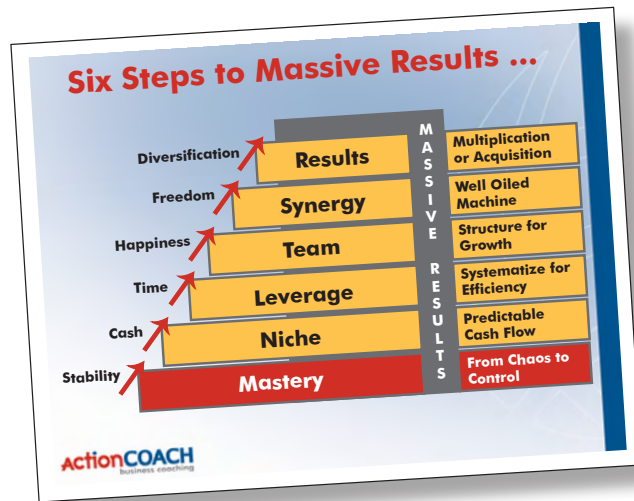 Six Steps to Massive Results ...
Diversification
Results
Multiplication
or Acquisition
Freedom
Synergy
Well Oiled
Machine
Happiness
Team
Structure for
Growth
Time
Leverage
Systematize for
Efficiency
Cash
Niche
Predictable
Cash Flow
Stability
Mastery
From Chaos to
Control
MASSIVE RESULTS
ActionCOACH
business coaching